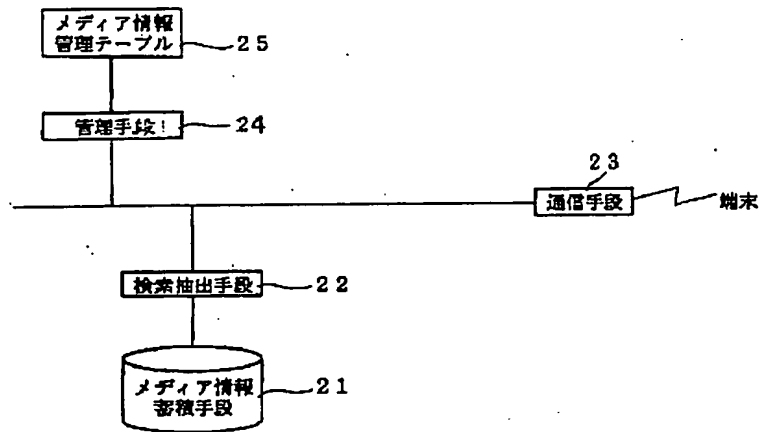 メディア情報
管理テーブル
25
管理手段
24
23
通信手段
端末
検索抽出手段
22
メディア情報
蓄積手段
21